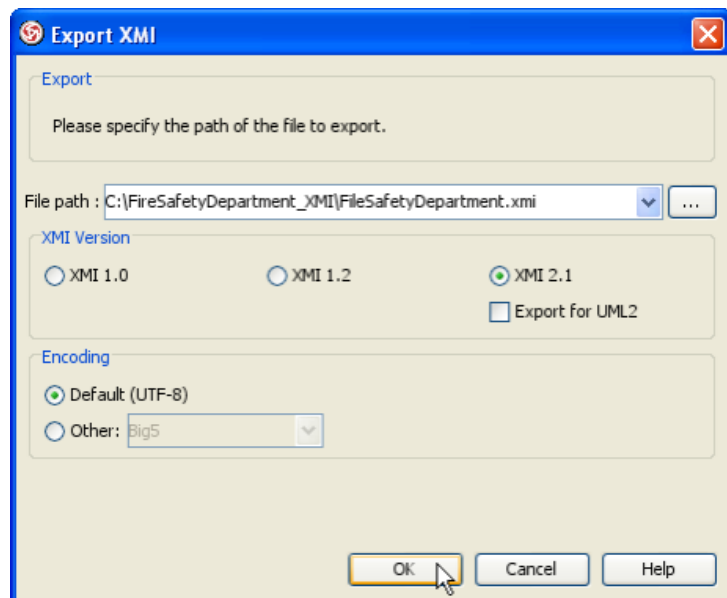 Export XMI
Export
Please specify the path of the file to export.
File path : C:\FireSafetyDepartment_XMI\FileSafetyDepartment.xmi ...
XMI Version
XMI 1.0 XMI 1.2 XMI 2.1
Export for UML2
Encoding
Default (UTF-8)
Other: Big5
OK Cancel Help